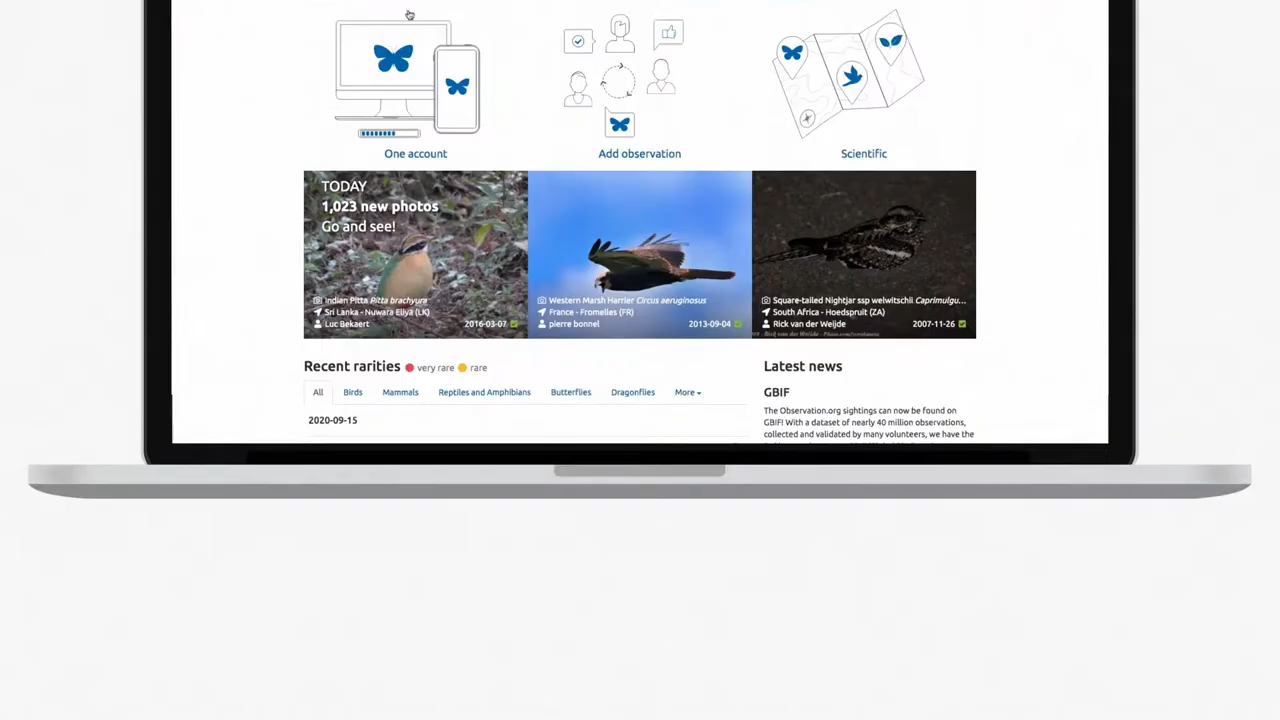 One account
Add observation
Scientific
TODAY
1,023 new photos
Go and see!
Indian Pitta Pitta brachyura
Sri Lanka - Nuwara Eliya (LK)
Luc Bekaert
2016-03-07
Western Marsh Harrier Circus aeruginosus
France - Fromelles (FR)
pierre bonnel
2013-09-04
Square-tailed Nightjar ssp welwitschii Caprimulgu...
South Africa - Hoedspruit (ZA)
Rick van der Weijde
2007-11-26
Recent rarities very rare rare
All Birds Mammals Reptiles and Amphibians Butterflies Dragonflies More
2020-09-15
Latest news
GBIF
The Observation.org sightings can now be found on
GBIF! With a dataset of nearly 40 million observations,
collected and validated by many volunteers, we have the